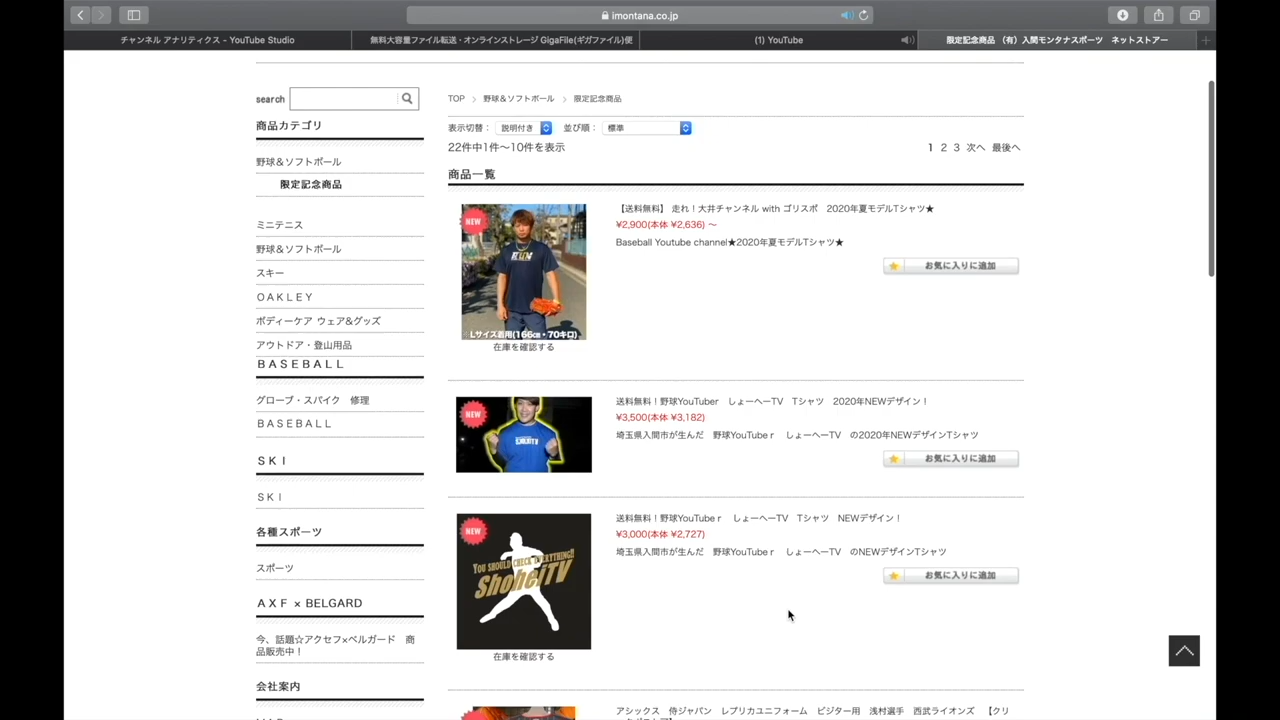 imontana.co.jp
チャンネル アナリティクス - YouTube Studio
無料大容量ファイル転送・オンラインストレージ GigaFile(ギガファイル)便
(1) YouTube
限定記念商品 （有）入間モンタナスポーツ ネットストアー
search
商品カテゴリ
野球＆ソフトボール
限定記念商品
ミニテニス
野球＆ソフトボール
スキー
ＯＡＫＬＥＹ
ボディーケア ウェア&グッズ
アウトドア・登山用品
ＢＡＳＥＢＡＬＬ
グローブ・スパイク 修理
ＢＡＳＥＢＡＬＬ
ＳＫＩ
ＳＫＩ
各種スポーツ
スポーツ
ＡＸＦ × BELGARD
今、話題☆アクセフ×ベルガード 商
品販売中！
会社案内
TOP > 野球＆ソフトボール > 限定記念商品
表示切替： 説明付き 並び順： 標準
22件中1件～10件を表示
1 2 3 次へ 最後へ
商品一覧
NEW
RUN
※Lサイズ着用(166㎝・70キロ)
在庫を確認する
【送料無料】 走れ！大井チャンネル with ゴリスポ 2020年夏モデルTシャツ★
¥2,900(本体 ¥2,636) ～
Baseball Youtube channel★2020年夏モデルTシャツ★
お気に入りに追加
NEW
送料無料！野球YouTuber しょーへーTV Tシャツ 2020年NEWデザイン！
¥3,500(本体 ¥3,182)
埼玉県入間市が生んだ 野球YouTubeｒ しょーへーTV の2020年NEWデザインTシャツ
お気に入りに追加
NEW
YOU SHOULD CHECK EVERYTHING!!
ShoheiTV
在庫を確認する
送料無料！野球YouTubeｒ しょーへーTV Tシャツ NEWデザイン！
¥3,000(本体 ¥2,727)
埼玉県入間市が生んだ 野球YouTubeｒ しょーへーTV のNEWデザインTシャツ
お気に入りに追加
アシックス 侍ジャパン レプリカユニフォーム ビジター用 浅村選手 西武ライオンズ 【クリ